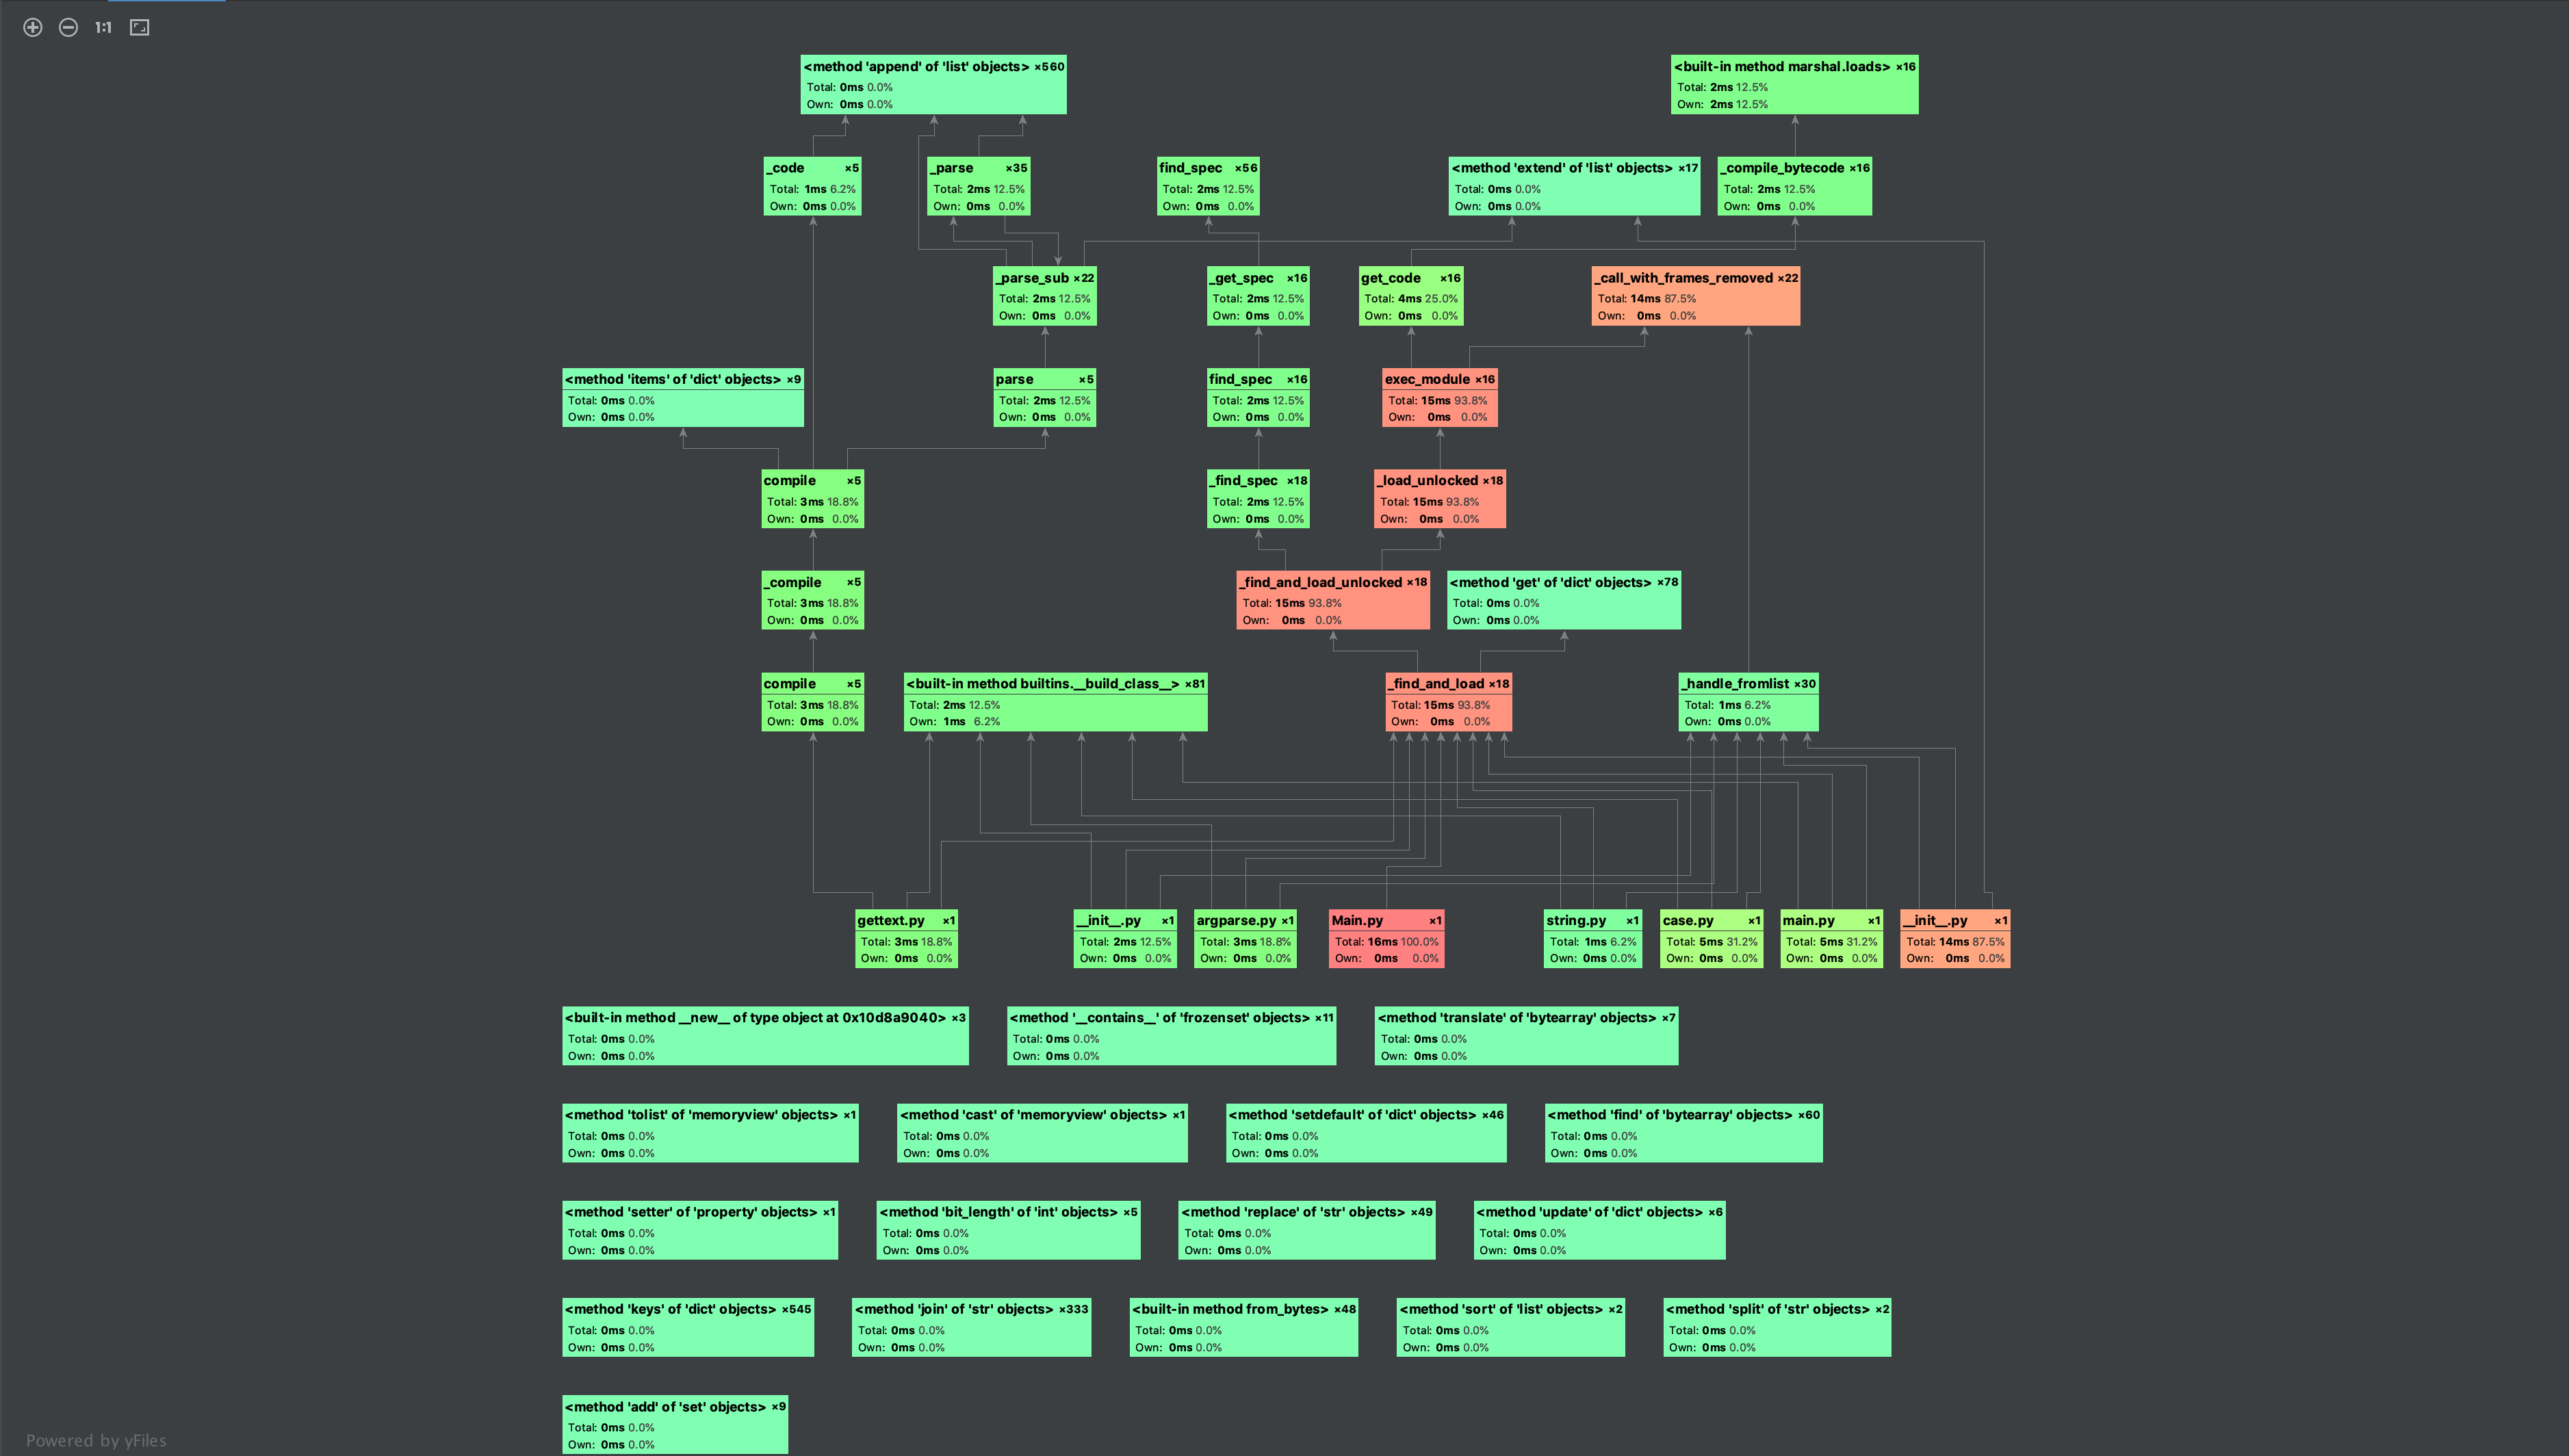 1:1
<method 'append' of 'list' objects> ×560
Total: 0ms 0.0%
Own: 0ms 0.0%
<built-in method marshal.loads> ×16
Total: 2ms 12.5%
Own: 2ms 12.5%
_code ×5
Total: 1ms 6.2%
Own: 0ms 0.0%
_parse ×35
Total: 2ms 12.5%
Own: 0ms 0.0%
find_spec ×56
Total: 2ms 12.5%
Own: 0ms 0.0%
<method 'extend' of 'list' objects> ×17
Total: 0ms 0.0%
Own: 0ms 0.0%
_compile_bytecode ×16
Total: 2ms 12.5%
Own: 0ms 0.0%
_parse_sub ×22
Total: 2ms 12.5%
Own: 0ms 0.0%
_get_spec ×16
Total: 2ms 12.5%
Own: 0ms 0.0%
get_code ×16
Total: 4ms 25.0%
Own: 0ms 0.0%
_call_with_frames_removed ×22
Total: 14ms 87.5%
Own: 0ms 0.0%
<method 'items' of 'dict' objects> ×9
Total: 0ms 0.0%
Own: 0ms 0.0%
parse ×5
Total: 2ms 12.5%
Own: 0ms 0.0%
find_spec ×16
Total: 2ms 12.5%
Own: 0ms 0.0%
exec_module ×16
Total: 15ms 93.8%
Own: 0ms 0.0%
compile ×5
Total: 3ms 18.8%
Own: 0ms 0.0%
_find_spec ×18
Total: 2ms 12.5%
Own: 0ms 0.0%
_load_unlocked ×18
Total: 15ms 93.8%
Own: 0ms 0.0%
_compile ×5
Total: 3ms 18.8%
Own: 0ms 0.0%
_find_and_load_unlocked ×18
Total: 15ms 93.8%
Own: 0ms 0.0%
<method 'get' of 'dict' objects> ×78
Total: 0ms 0.0%
Own: 0ms 0.0%
compile ×5
Total: 3ms 18.8%
Own: 0ms 0.0%
<built-in method builtins.__build_class__> ×81
Total: 2ms 12.5%
Own: 1ms 6.2%
_find_and_load ×18
Total: 15ms 93.8%
Own: 0ms 0.0%
_handle_fromlist ×30
Total: 1ms 6.2%
Own: 0ms 0.0%
gettext.py ×1
Total: 3ms 18.8%
Own: 0ms 0.0%
__init__.py ×1
Total: 2ms 12.5%
Own: 0ms 0.0%
argparse.py ×1
Total: 3ms 18.8%
Own: 0ms 0.0%
Main.py ×1
Total: 16ms 100.0%
Own: 0ms 0.0%
string.py ×1
Total: 1ms 6.2%
Own: 0ms 0.0%
case.py ×1
Total: 5ms 31.2%
Own: 0ms 0.0%
main.py ×1
Total: 5ms 31.2%
Own: 0ms 0.0%
__init__.py ×1
Total: 14ms 87.5%
Own: 0ms 0.0%
<built-in method __new__ of type object at 0x10d8a9040> ×3
Total: 0ms 0.0%
Own: 0ms 0.0%
<method '__contains__' of 'frozenset' objects> ×11
Total: 0ms 0.0%
Own: 0ms 0.0%
<method 'translate' of 'bytearray' objects> ×7
Total: 0ms 0.0%
Own: 0ms 0.0%
<method 'tolist' of 'memoryview' objects> ×1
Total: 0ms 0.0%
Own: 0ms 0.0%
<method 'cast' of 'memoryview' objects> ×1
Total: 0ms 0.0%
Own: 0ms 0.0%
<method 'setdefault' of 'dict' objects> ×46
Total: 0ms 0.0%
Own: 0ms 0.0%
<method 'find' of 'bytearray' objects> ×60
Total: 0ms 0.0%
Own: 0ms 0.0%
<method 'setter' of 'property' objects> ×1
Total: 0ms 0.0%
Own: 0ms 0.0%
<method 'bit_length' of 'int' objects> ×5
Total: 0ms 0.0%
Own: 0ms 0.0%
<method 'replace' of 'str' objects> ×49
Total: 0ms 0.0%
Own: 0ms 0.0%
<method 'update' of 'dict' objects> ×6
Total: 0ms 0.0%
Own: 0ms 0.0%
<method 'keys' of 'dict' objects> ×545
Total: 0ms 0.0%
Own: 0ms 0.0%
<method 'join' of 'str' objects> ×333
Total: 0ms 0.0%
Own: 0ms 0.0%
<built-in method from_bytes> ×48
Total: 0ms 0.0%
Own: 0ms 0.0%
<method 'sort' of 'list' objects> ×2
Total: 0ms 0.0%
Own: 0ms 0.0%
<method 'split' of 'str' objects> ×2
Total: 0ms 0.0%
Own: 0ms 0.0%
<method 'add' of 'set' objects> ×9
Total: 0ms 0.0%
Own: 0ms 0.0%
Powered by yFiles